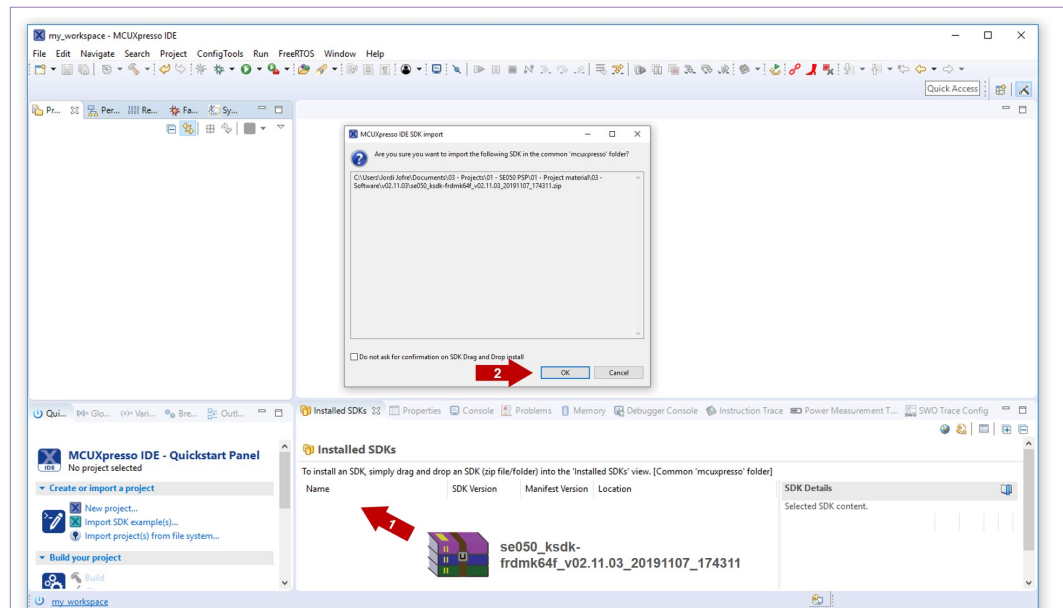 my_workspace - MCUXpresso IDE
File Edit Navigate Search Project ConfigTools Run FreeRTOS Window Help
Quick Access
Pr... Per... Re... Fa... Sy...
MCUXpresso IDE SDK import
Are you sure you want to import the following SDK in the common 'mcuxpresso' folder?
C:\Users\Jordi Jofre\Documents\03 - Projects\01 - SE050 PSP\01 - Project material\03 -
Software\v02.11.03\se050_ksdk-frdmk64f_v02.11.03_20191107_174311.zip
Do not ask for confirmation on SDK Drag and Drop install
2
OK Cancel
Qui... Glo... Vari... Bre... Outl...
Installed SDKs Properties Console Problems Memory Debugger Console Instruction Trace Power Measurement T... SWO Trace Config
IDE
MCUXpresso IDE - Quickstart Panel
No project selected
Create or import a project
New project...
Import SDK example(s)...
Import project(s) from file system...
Build your project
Build
Installed SDKs
To install an SDK, simply drag and drop an SDK (zip file/folder) into the 'Installed SDKs' view. [Common 'mcuxpresso' folder]
Name SDK Version Manifest Version Location
SDK Details
Selected SDK content.
1
se050_ksdk-
frdmk64f_v02.11.03_20191107_174311
my_workspace